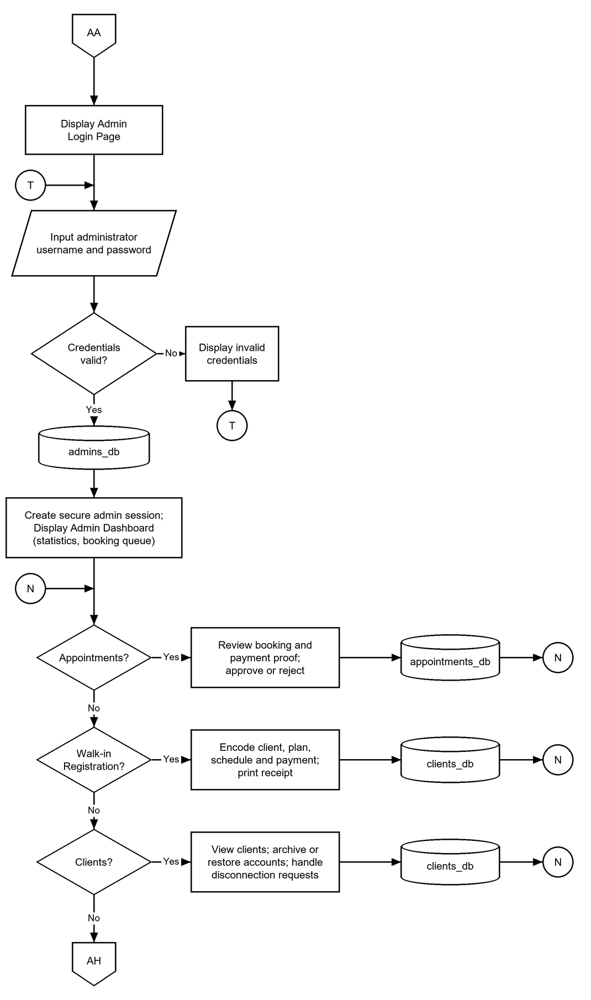 AA
Display Admin
Login Page
T
Input administrator
username and password
Credentials
valid?
No
Display invalid
credentials
Yes
T
admins_db
Create secure admin session;
Display Admin Dashboard
(statistics, booking queue)
N
Appointments?
Yes
Review booking and
payment proof;
approve or reject
appointments_db
N
No
Walk-in
Registration?
Yes
Encode client, plan,
schedule and payment;
print receipt
clients_db
N
No
Clients?
Yes
View clients; archive or
restore accounts; handle
disconnection requests
clients_db
N
No
AH